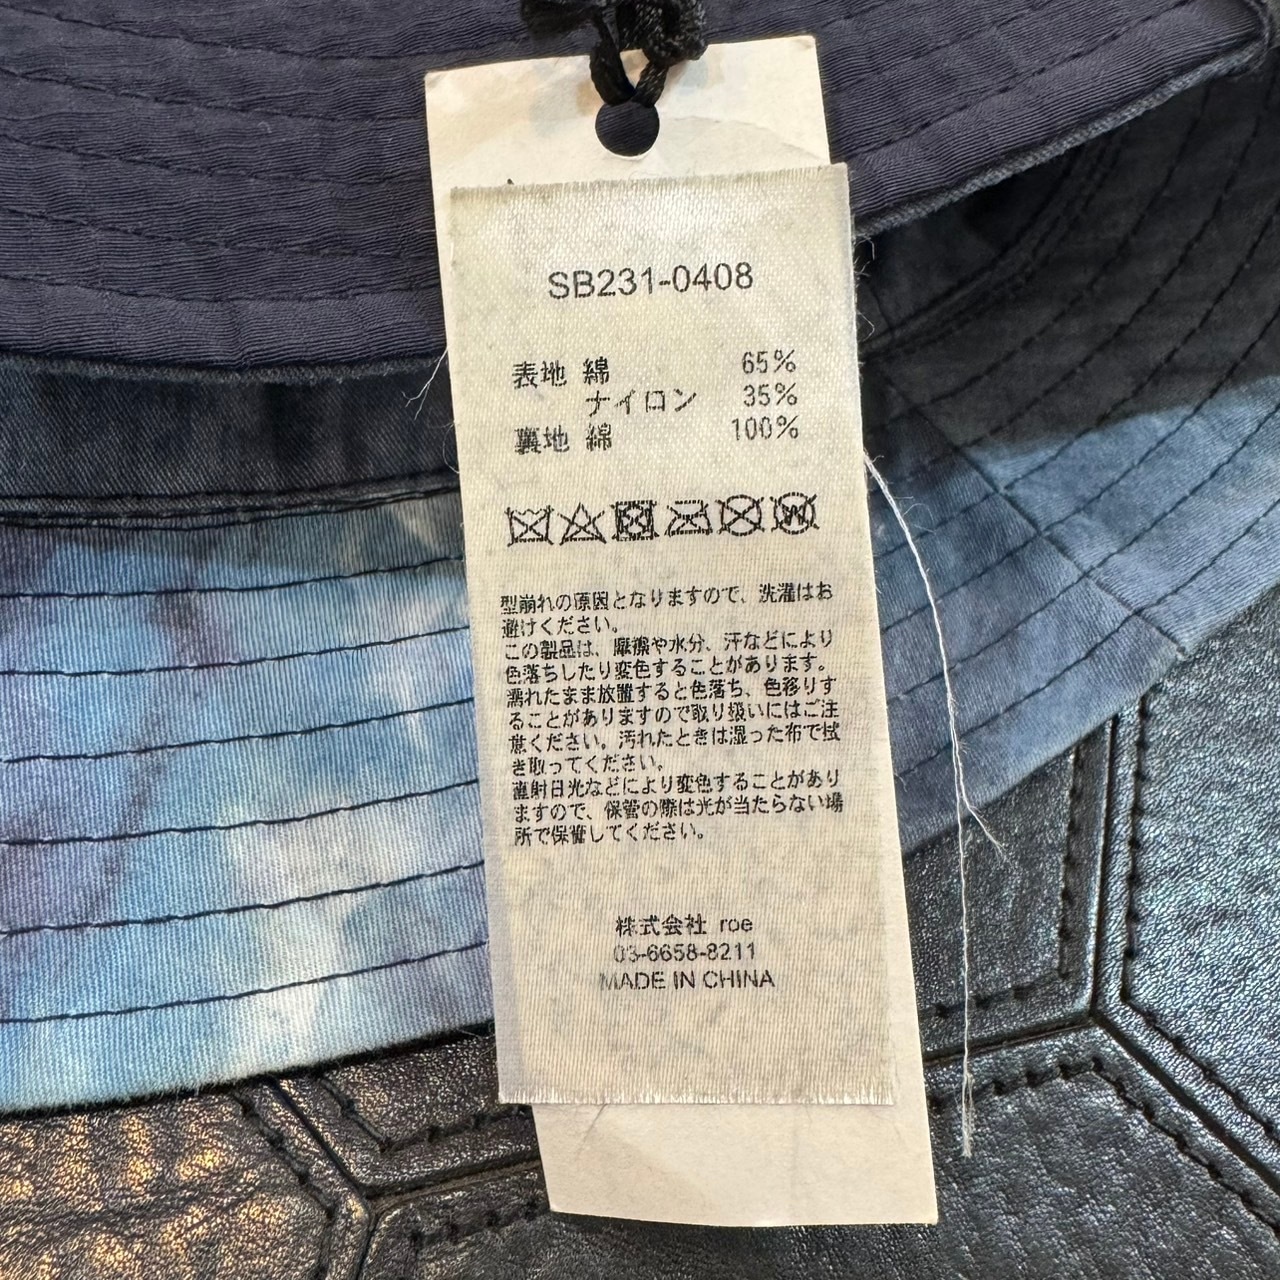 SB231-0408
表地 綿 65%
ナイロン 35%
裏地 綿 100%
W
型崩れの原因となりますので、洗濯はお
避けください。
この製品は、摩擦や水分、汗などにより
色落ちしたり変色することがあります。
濡れたまま放置すると色落ち、色移りす
ることがありますので取り扱いにはご注
意ください。汚れたときは湿った布で拭
き取ってください。
直射日光などにより変色することがあり
ますので、保管の際は光が当たらない場
所で保管してください。
株式会社 roe
03-6658-8211
MADE IN CHINA